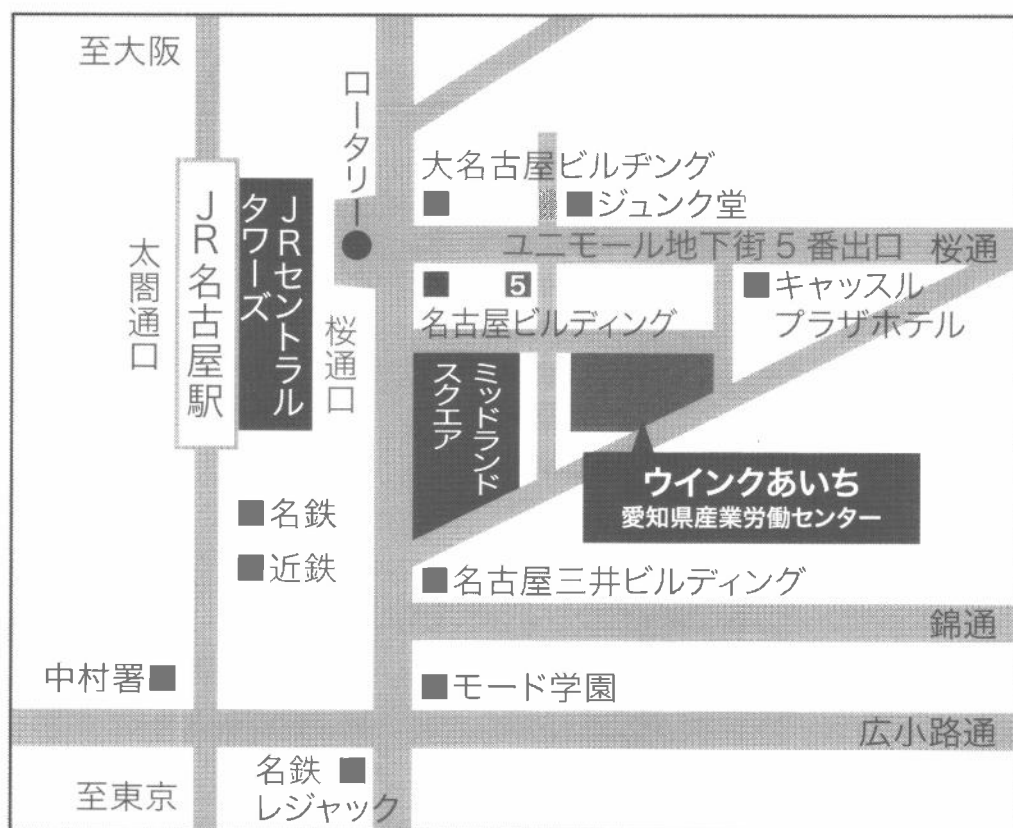 至大阪
ロータリー
大名古屋ビルヂング
ジュンク堂
ユニモール地下街5番出口
桜通
JR名古屋駅
JRセントラル
タワーズ
太閤通口
桜通口
5
名古屋ビルディング
キャッスル
プラザホテル
ミッドランド
スクエア
ウインクあいち
愛知県産業労働センター
名鉄
近鉄
名古屋三井ビルディング
錦通
中村署
モード学園
広小路通
名鉄
レジャック
至東京